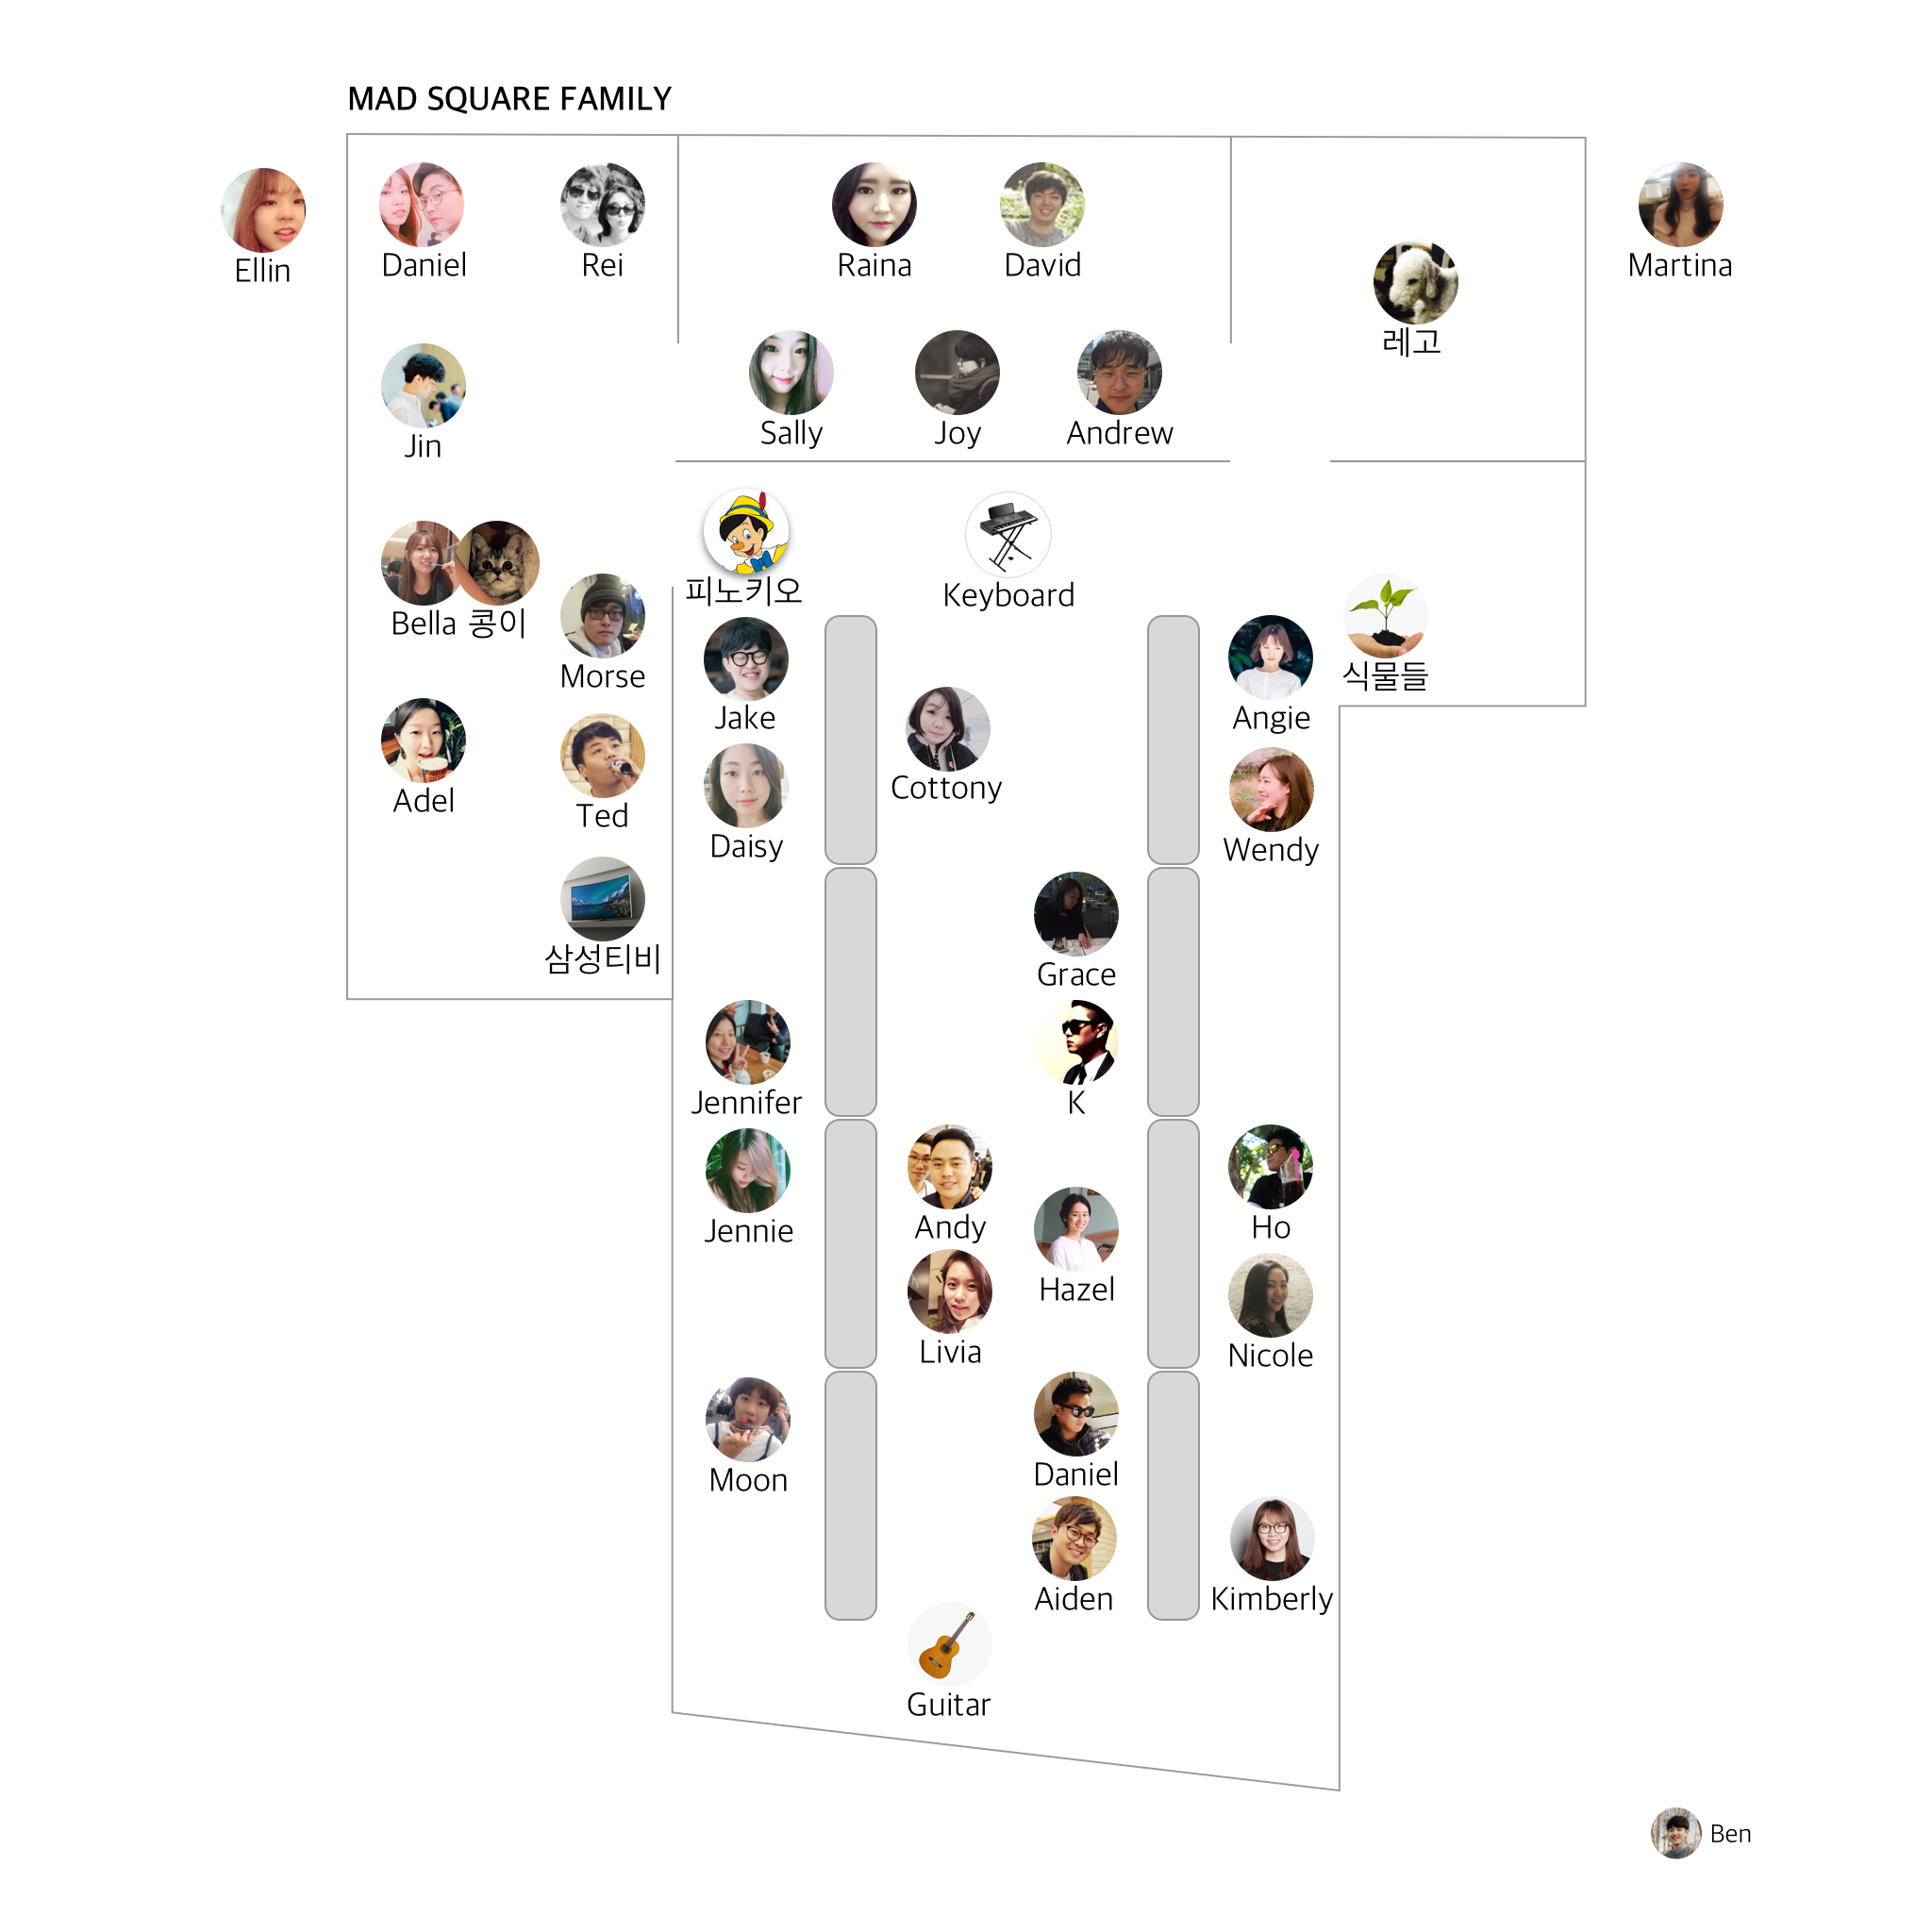 MAD SQUARE FAMILY
Ellin
Daniel
Rei
Raina
David
레고
Martina
Jin
Sally
Joy
Andrew
Bella
콩이
Morse
피노키오
Keyboard
식물들
Jake
Cottony
Angie
Adel
Ted
Daisy
Wendy
삼성티비
Grace
Jennifer
K
Jennie
Andy
Ho
Hazel
Livia
Nicole
Moon
Daniel
Aiden
Kimberly
Guitar
Ben